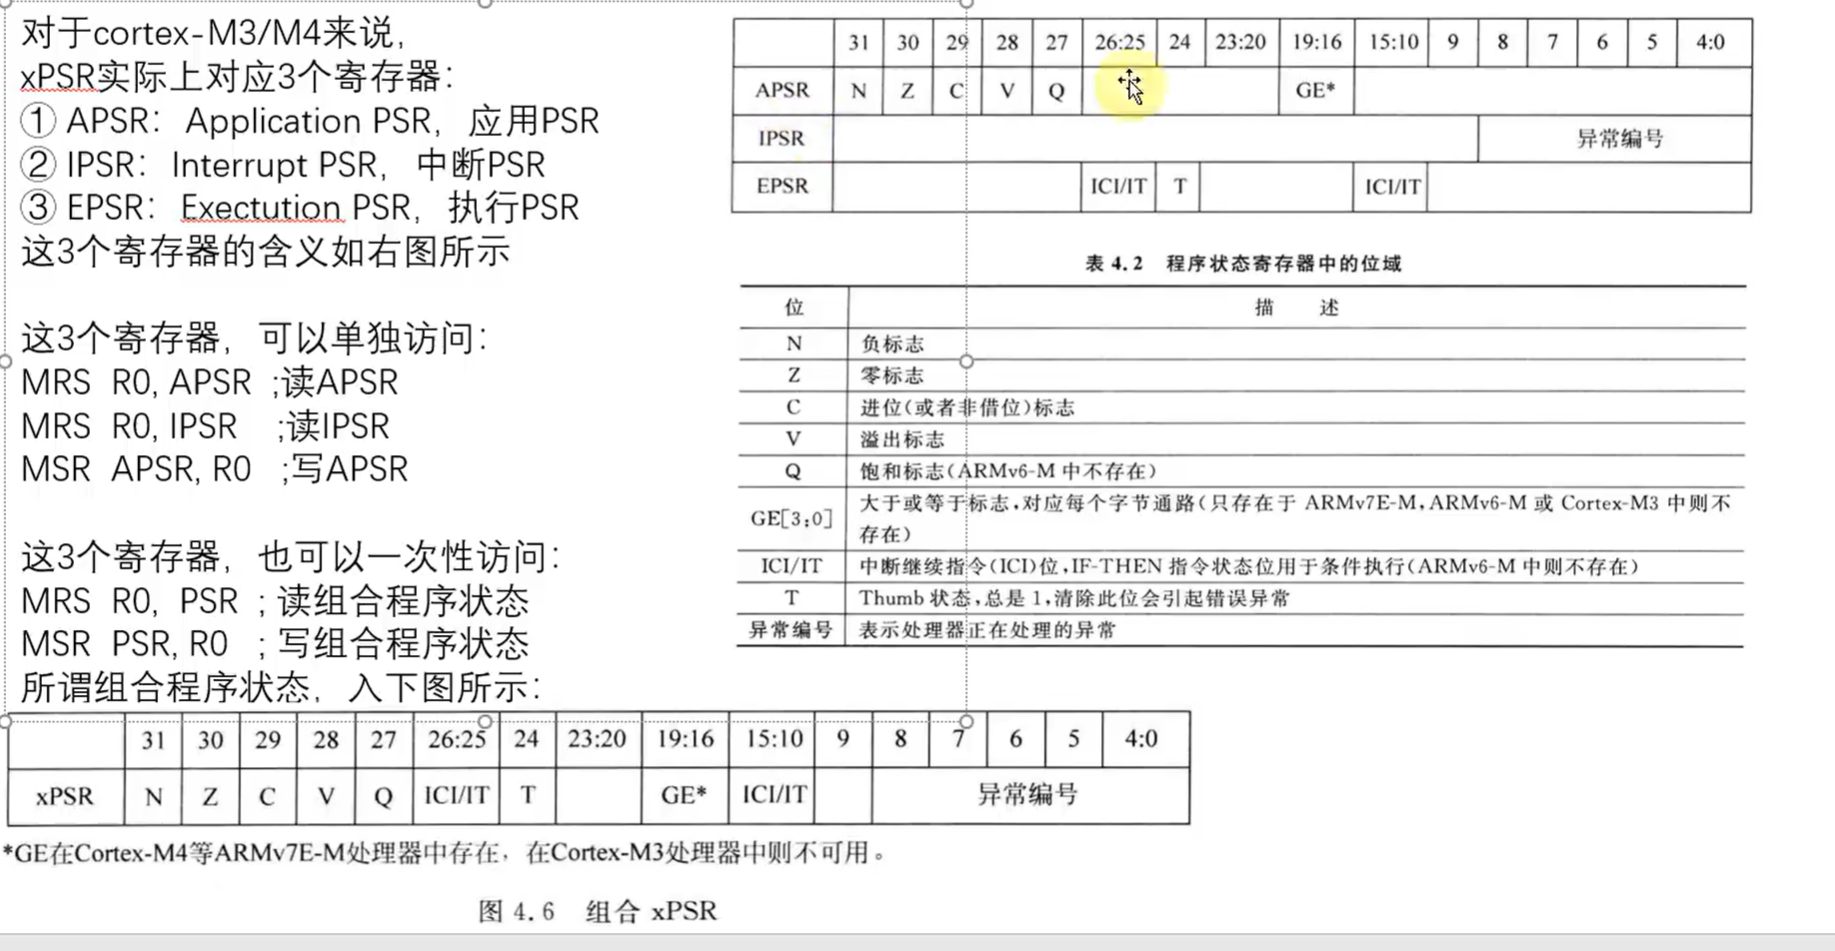 对于cortex-M3/M4来说,
xPSR实际上对应3个寄存器:
① APSR: Application PSR, 应用PSR
② IPSR: Interrupt PSR, 中断PSR
③ EPSR: Exectution PSR, 执行PSR
这3个寄存器的含义如右图所示
这3个寄存器, 可以单独访问:
MRS R0, APSR ;读APSR
MRS R0, IPSR ;读IPSR
MSR APSR, R0 ;写APSR
这3个寄存器, 也可以一次性访问:
MRS R0, PSR ; 读组合程序状态
MSR PSR, R0 ; 写组合程序状态
所谓组合程序状态, 入下图所示:
31 30 29 28 27 26:25 24 23:20 19:16 15:10 9 8 7 6 5 4:0
APSR N Z C V Q GE*
IPSR 异常编号
EPSR ICI/IT T ICI/IT
表 4.2 程序状态寄存器中的位域
位 描 述
N 负标志
Z 零标志
C 进位(或者非借位)标志
V 溢出标志
Q 饱和标志(ARMv6-M 中不存在)
GE[3:0] 大于或等于标志,对应每个字节通路(只存在于 ARMv7E-M,ARMv6-M 或 Cortex-M3 中则不
存在)
ICI/IT 中断继续指令(ICI)位,IF-THEN 指令状态位用于条件执行(ARMv6-M 中则不存在)
T Thumb 状态,总是 1,清除此位会引起错误异常
异常编号 表示处理器正在处理的异常
31 30 29 28 27 26:25 24 23:20 19:16 15:10 9 8 7 6 5 4:0
xPSR N Z C V Q ICI/IT T GE* ICI/IT 异常编号
*GE在Cortex-M4等ARMv7E-M处理器中存在，在Cortex-M3处理器中则不可用。
图 4.6 组合 xPSR